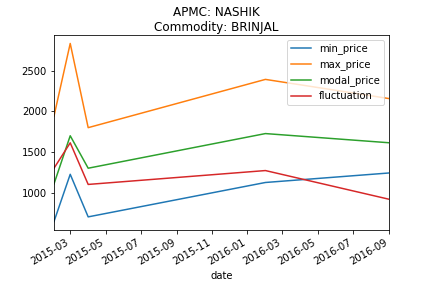 APMC: NASHIK
Commodity: BRINJAL
min_price
max_price
modal_price
fluctuation
2500
2000
1500
1000
2015-03
2015-05
2015-07
2015-09
2015-11
2016-01
2016-03
2016-05
2016-07
2016-09
date